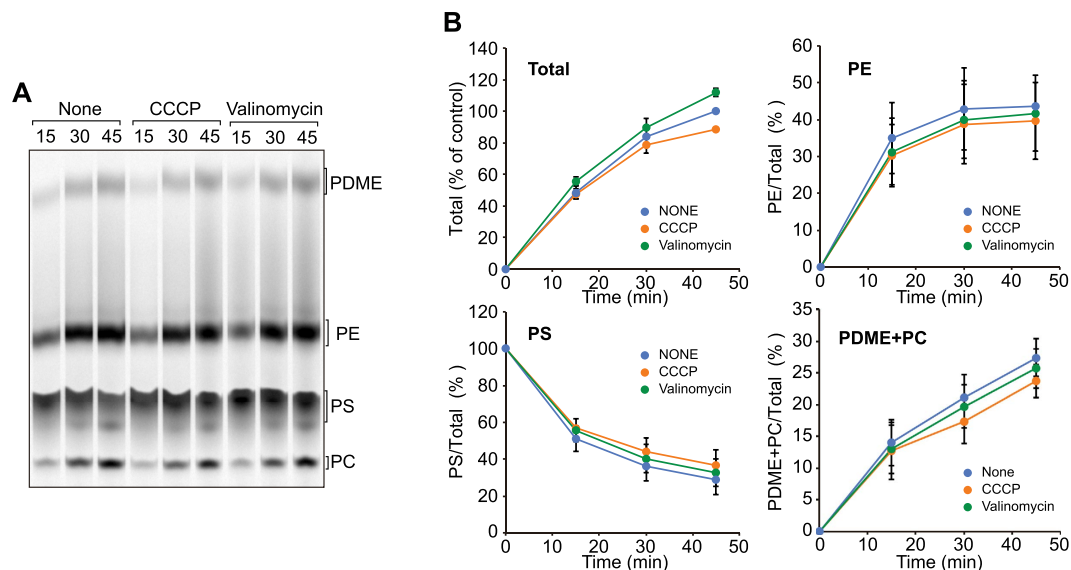 A
None CCCP Valinomycin
15 30 45 15 30 45 15 30 45
PDME
PE
PS
PC
B
Total
Total (% of control)
140
120
100
80
60
40
20
0
NONE
CCCP
Valinomycin
0 10 20 30 40 50
Time (min)
PE
PE/Total (%)
60
50
40
30
20
10
0
NONE
CCCP
Valinomycin
0 10 20 30 40 50
Time (min)
PS
PS/Total (%)
100
80
60
40
20
0
NONE
CCCP
Valinomycin
0 10 20 30 40 50
Time (min)
PDME+PC
PDME+PC/Total (%)
35
30
25
20
15
10
5
0
None
CCCP
Valinomycin
0 10 20 30 40 50
Time (min)